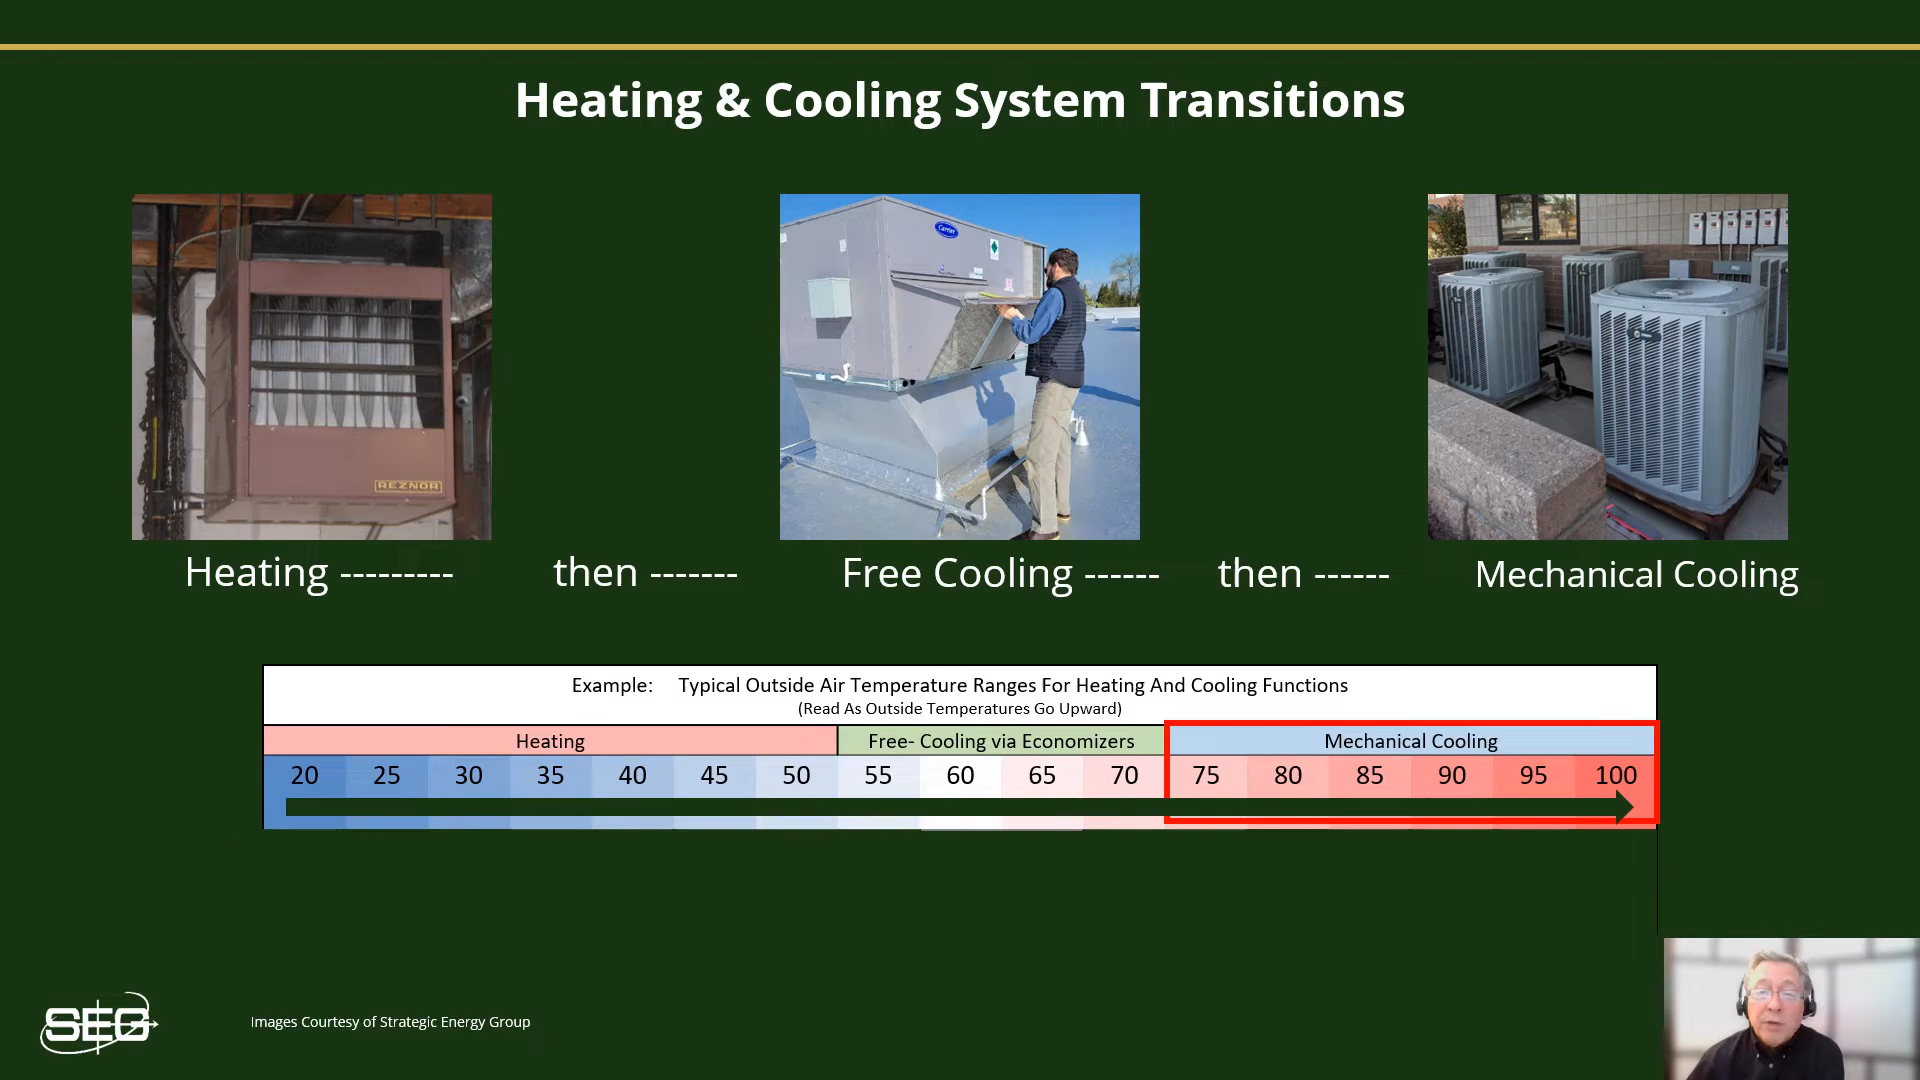 Heating & Cooling System Transitions
Carrier
REZNOR
Heating --------- then ------- Free Cooling ------ then ------ Mechanical Cooling
Example: Typical Outside Air Temperature Ranges For Heating And Cooling Functions
(Read As Outside Temperatures Go Upward)
Heating Free- Cooling via Economizers Mechanical Cooling
20 25 30 35 40 45 50 55 60 65 70 75 80 85 90 95 100
SEG
Images Courtesy of Strategic Energy Group